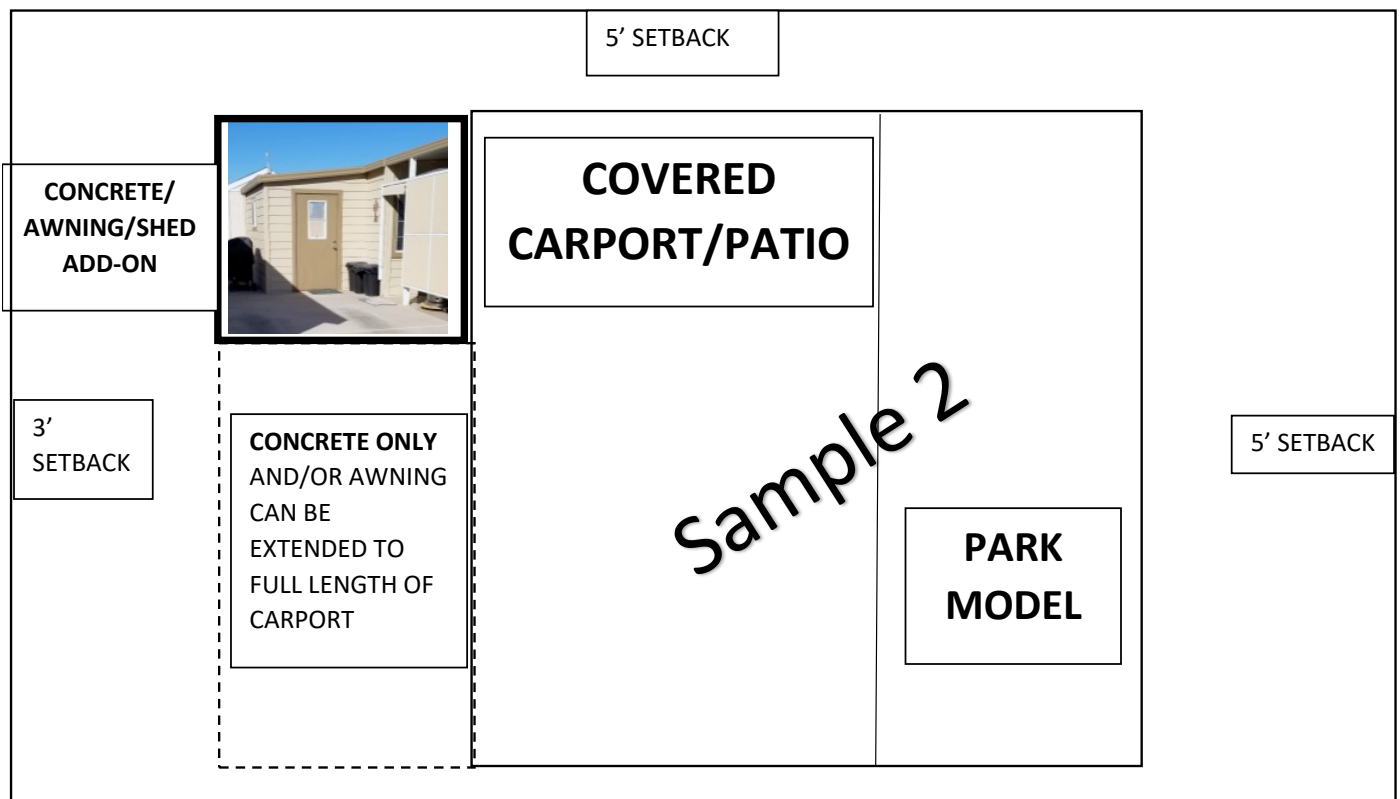 5’ SETBACK
CONCRETE/
AWNING/SHED
ADD-ON
COVERED
CARPORT/PATIO
3’
SETBACK
CONCRETE ONLY
AND/OR AWNING
CAN BE
EXTENDED TO
FULL LENGTH OF
CARPORT
Sample 2
PARK
MODEL
5’ SETBACK